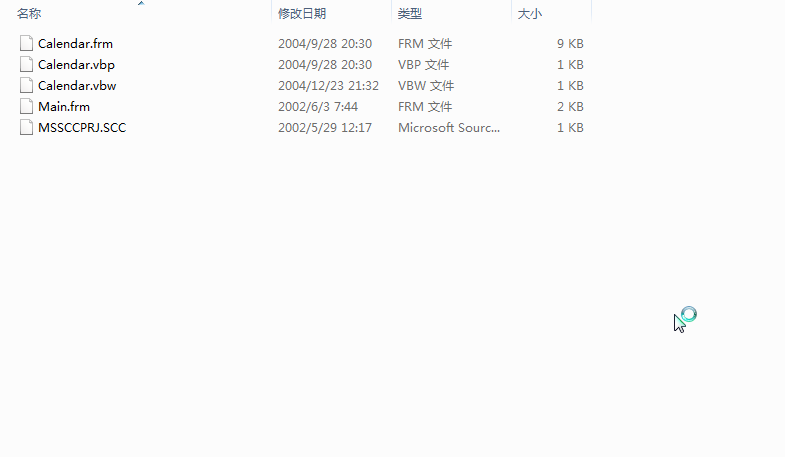 名称 修改日期 类型 大小
Calendar.frm 2004/9/28 20:30 FRM 文件 9 KB
Calendar.vbp 2004/9/28 20:30 VBP 文件 1 KB
Calendar.vbw 2004/12/23 21:32 VBW 文件 1 KB
Main.frm 2002/6/3 7:44 FRM 文件 2 KB
MSSCCPRJ.SCC 2002/5/29 12:17 Microsoft Sourc... 1 KB